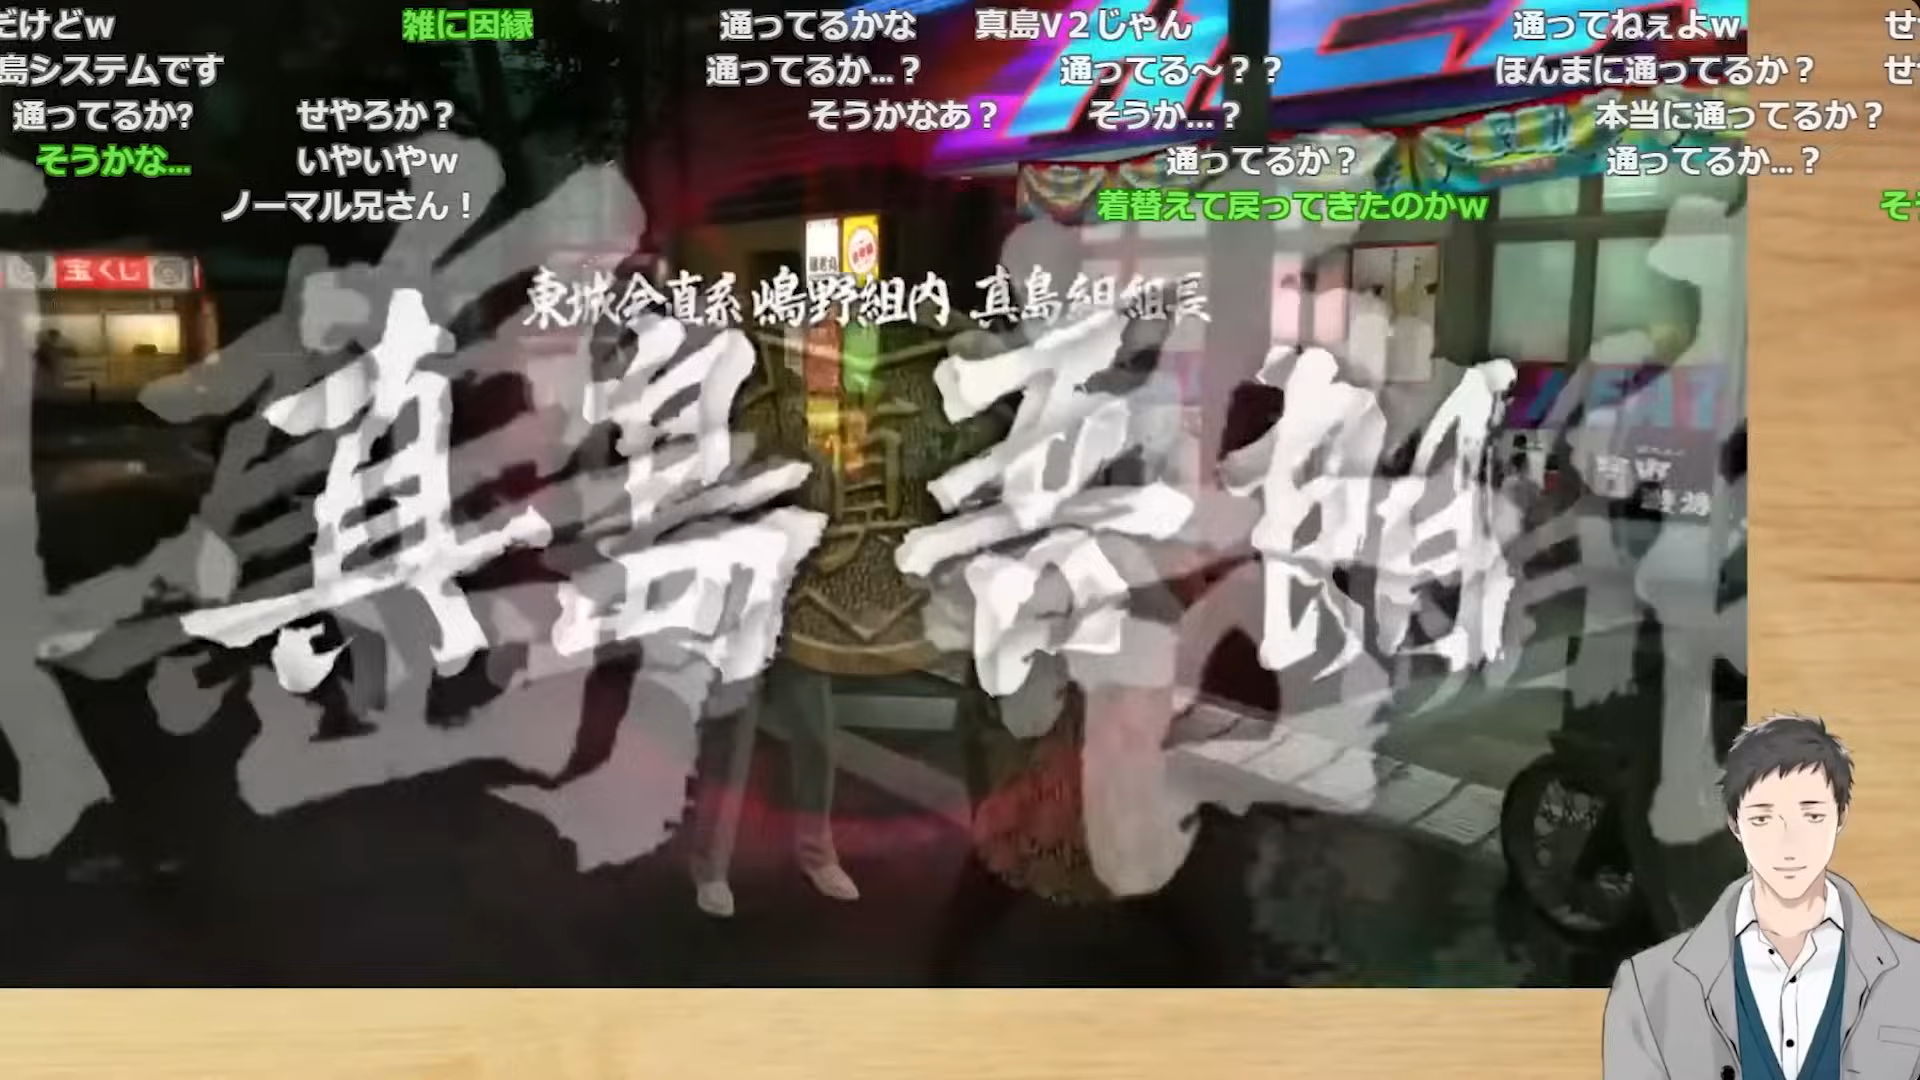 だけどw
雑に因縁
通ってるかな
真島V２じゃん
通ってねぇよw
せ
島システムです
通ってるか…？
通ってる～？？
ほんまに通ってるか？
せ
通ってるか?
せやろか？
そうかなあ？
そうか…？
本当に通ってるか？
そうかな…
いやいやw
通ってるか？
通ってるか…？
ノーマル兄さん！
着替えて戻ってきたのかw
そ
宝くじ
東城会直系 嶋野組内 真島組組長
真島吾朗